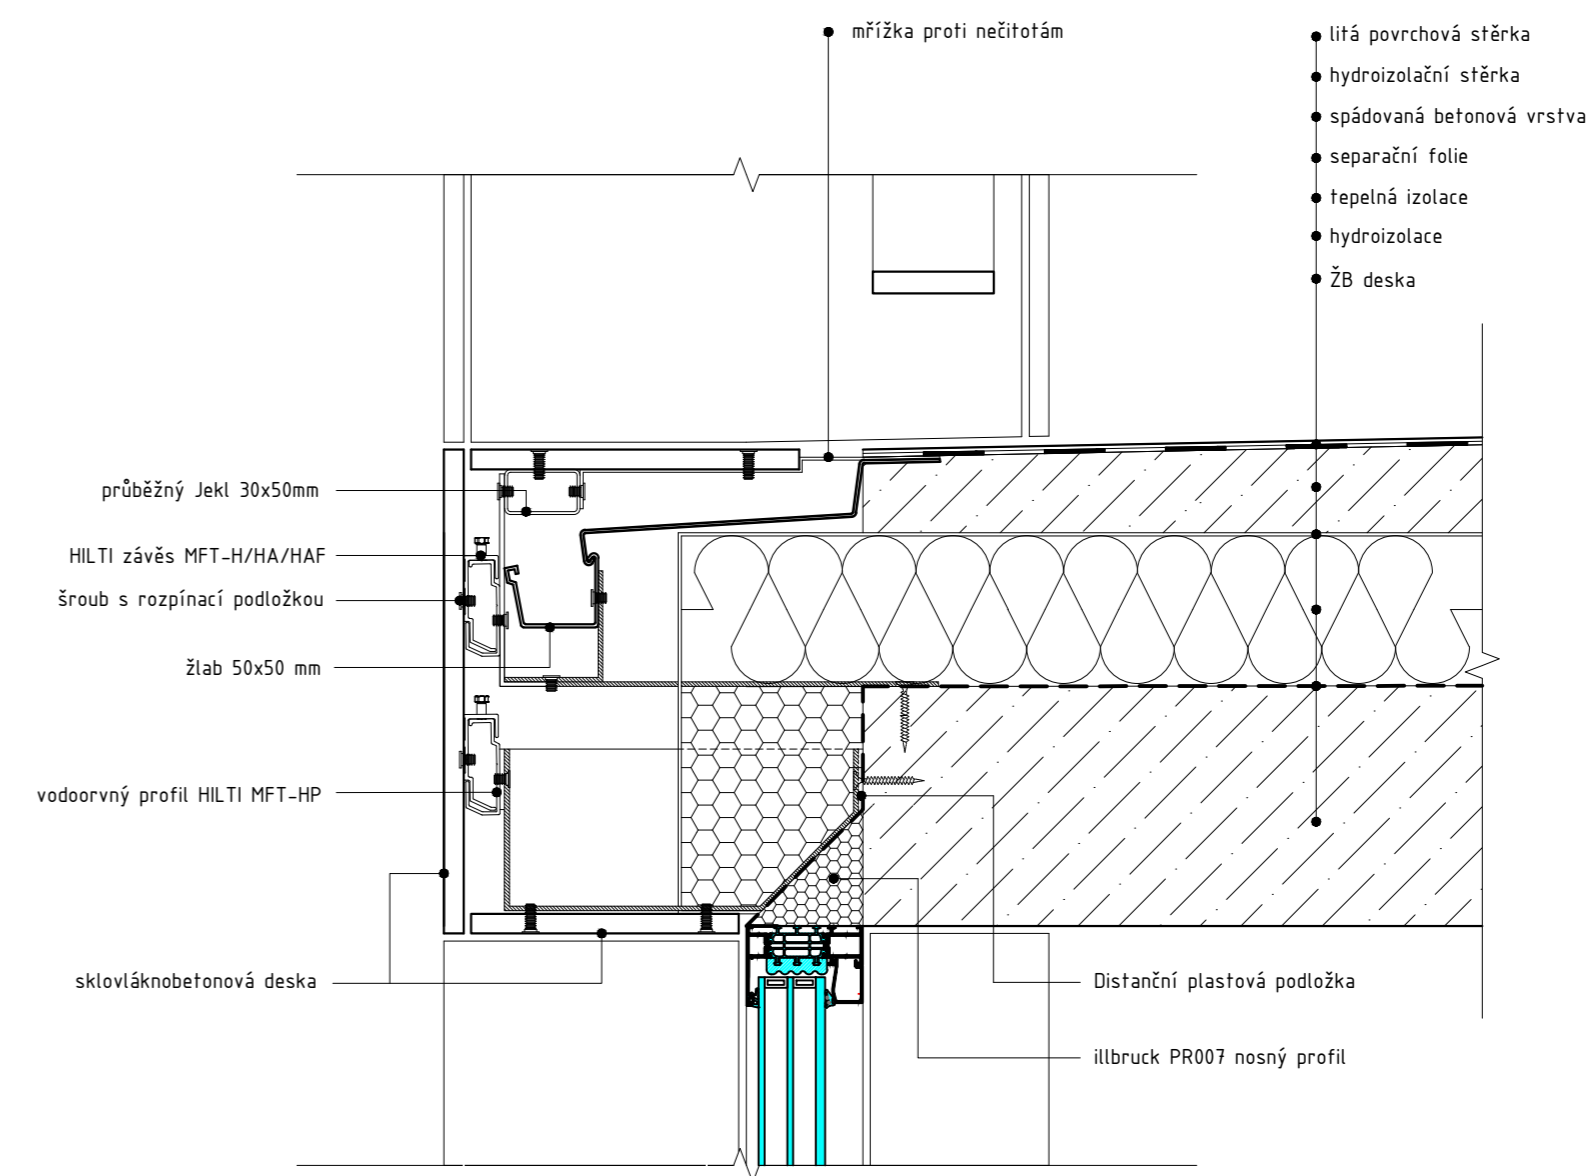 mřížka proti nečitotám
litá povrchová stěrka
hydroizolační stěrka
spádovaná betonová vrstva
separační folie
tepelná izolace
hydroizolace
ŽB deska
průběžný Jekl 30x50mm
HILTI závěs MFT-H/HA/HAF
šroub s rozpínací podložkou
žlab 50x50 mm
vodoorvný profil HILTI MFT-HP
sklovláknobetonová deska
Distanční plastová podložka
illbruck PR007 nosný profil